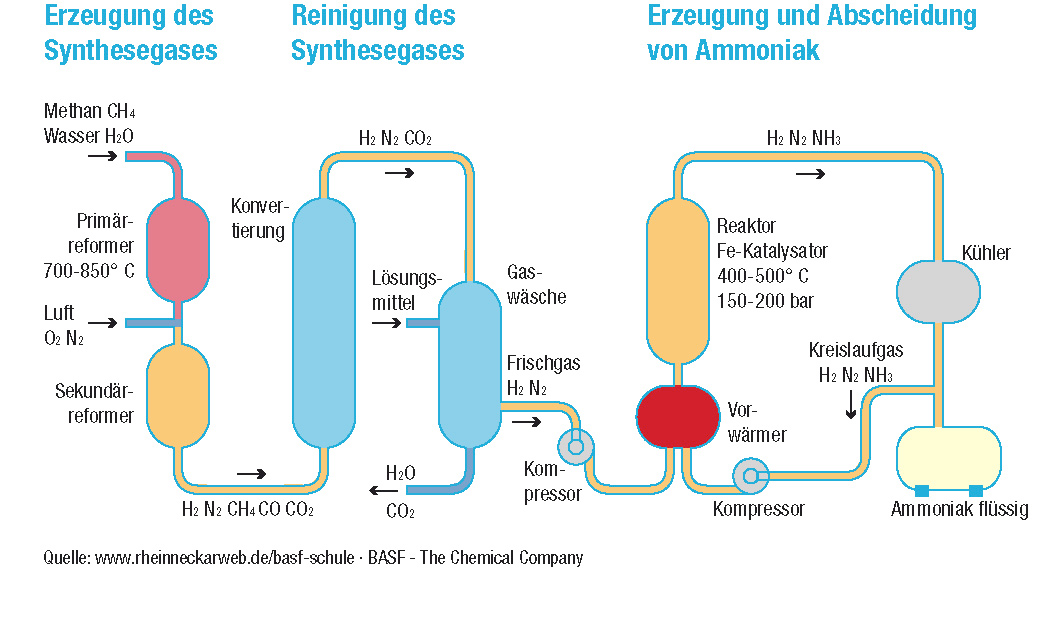 Erzeugung des
Synthesegases
Reinigung des
Synthesegases
Erzeugung und Abscheidung
von Ammoniak
Methan CH4
Wasser H2O
Primär-
reformer
700-850° C
Luft
O2 N2
Sekundär-
reformer
H2 N2 CH4 CO CO2
Konver-
tierung
H2 N2 CO2
Lösungs-
mittel
Gas-
wäsche
Frischgas
H2 N2
H2O
CO2
Kom-
pressor
H2 N2 NH3
Reaktor
Fe-Katalysator
400-500° C
150-200 bar
Vor-
wärmer
Kompressor
Kreislaufgas
H2 N2 NH3
Kühler
Ammoniak flüssig
Quelle: www.rheinneckarweb.de/basf-schule · BASF - The Chemical Company